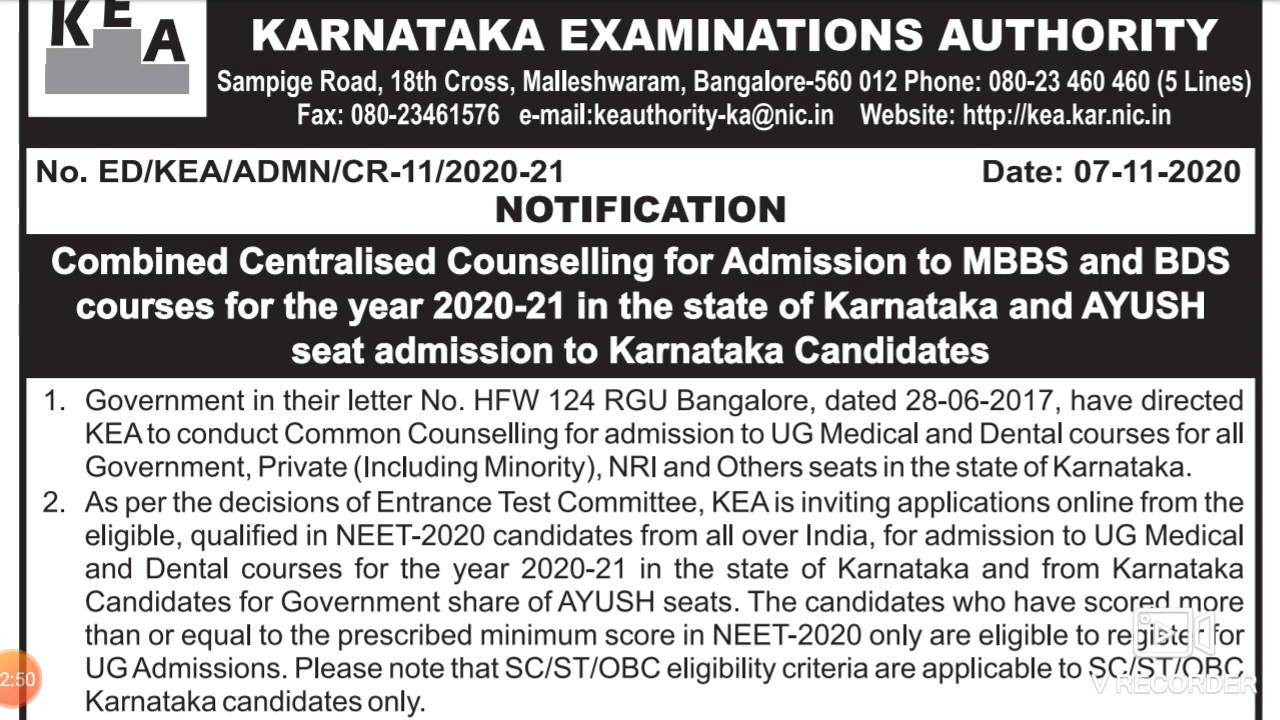 KEA
KARNATAKA EXAMINATIONS AUTHORITY
Sampige Road, 18th Cross, Malleshwaram, Bangalore-560 012 Phone: 080-23 460 460 (5 Lines)
Fax: 080-23461576 e-mail:keauthority-ka@nic.in Website: http://kea.kar.nic.in
No. ED/KEA/ADMN/CR-11/2020-21 Date: 07-11-2020
NOTIFICATION
Combined Centralised Counselling for Admission to MBBS and BDS
courses for the year 2020-21 in the state of Karnataka and AYUSH
seat admission to Karnataka Candidates
1. Government in their letter No. HFW 124 RGU Bangalore, dated 28-06-2017, have directed
KEA to conduct Common Counselling for admission to UG Medical and Dental courses for all
Government, Private (Including Minority), NRI and Others seats in the state of Karnataka.
2. As per the decisions of Entrance Test Committee, KEA is inviting applications online from the
eligible, qualified in NEET-2020 candidates from all over India, for admission to UG Medical
and Dental courses for the year 2020-21 in the state of Karnataka and from Karnataka
Candidates for Government share of AYUSH seats. The candidates who have scored more
than or equal to the prescribed minimum score in NEET-2020 only are eligible to register for
UG Admissions. Please note that SC/ST/OBC eligibility criteria are applicable to SC/ST/OBC
Karnataka candidates only.
2:50
V RECORDER